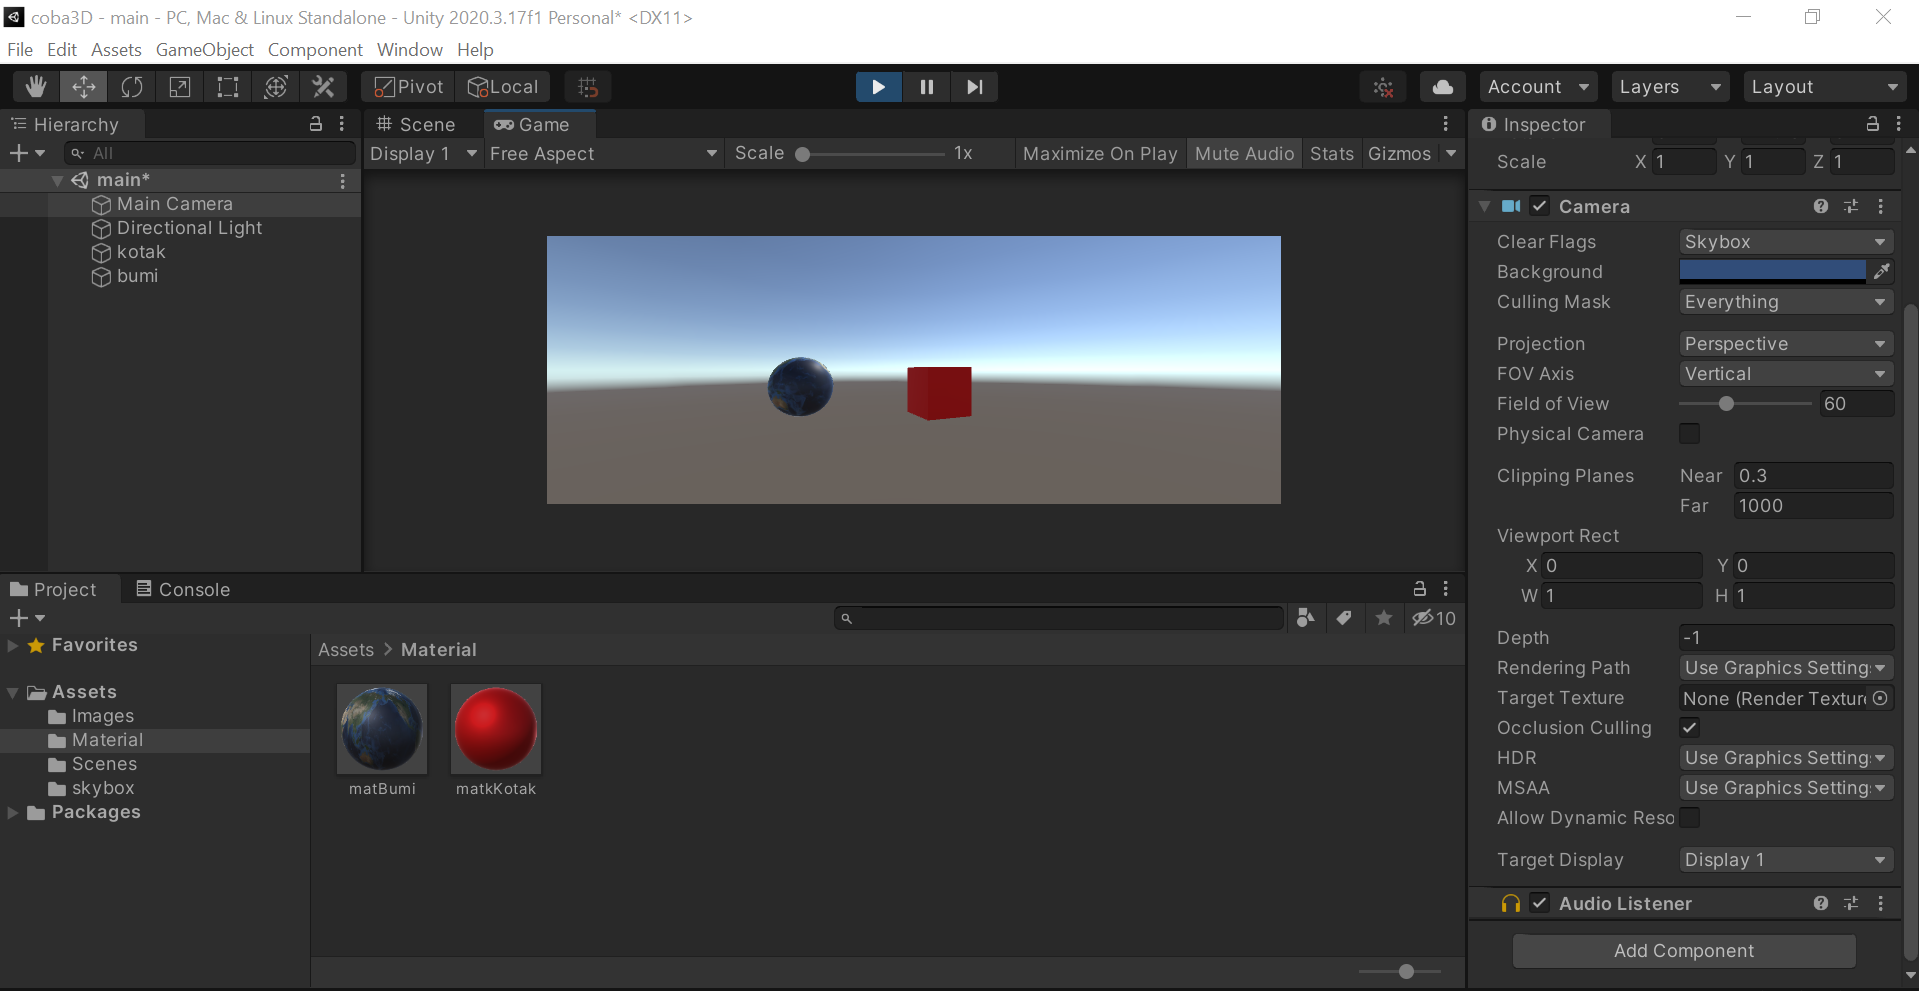 coba3D - main - PC, Mac & Linux Standalone - Unity 2020.3.17f1 Personal* <DX11>
File Edit Assets GameObject Component Window Help
Pivot Local Account Layers Layout
Hierarchy
All
main*
Main Camera
Directional Light
kotak
bumi
Scene Game
Display 1 Free Aspect Scale 1x Maximize On Play Mute Audio Stats Gizmos
Inspector
Scale X 1 Y 1 Z 1
Camera
Clear Flags Skybox
Background
Culling Mask Everything
Projection Perspective
FOV Axis Vertical
Field of View 60
Physical Camera
Clipping Planes Near 0.3
Far 1000
Viewport Rect
X 0 Y 0
W 1 H 1
Depth -1
Rendering Path Use Graphics Setting
Target Texture None (Render Texture
Occlusion Culling
HDR Use Graphics Setting
MSAA Use Graphics Setting
Allow Dynamic Reso
Target Display Display 1
Audio Listener
Add Component
Project Console
10
Favorites
Assets
Images
Material
Scenes
skybox
Packages
Assets > Material
matBumi matkKotak